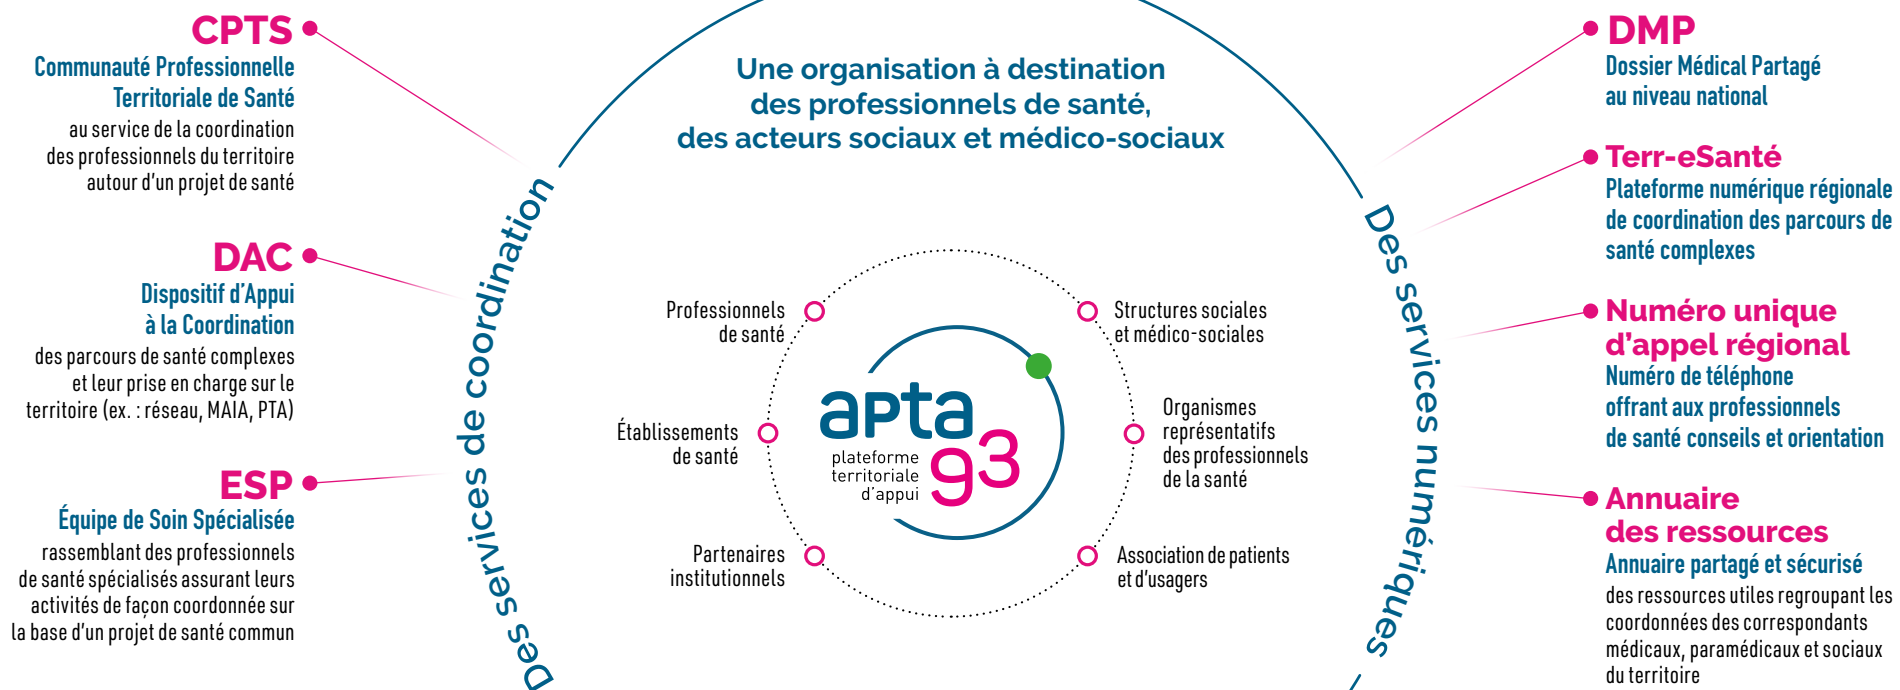 CPTS
Communauté Professionnelle
Territoriale de Santé
au service de la coordination
des professionnels du territoire
autour d'un projet de santé
DAC
Dispositif d'Appui
à la Coordination
des parcours de santé complexes
et leur prise en charge sur le
territoire (ex. : réseau, MAIA, PTA)
ESP
Équipe de Soin Spécialisée
rassemblant des professionnels
de santé spécialisés assurant leurs
activités de façon coordonnée sur
la base d'un projet de santé commun
Des services de coordination
Une organisation à destination
des professionnels de santé,
des acteurs sociaux et médico-sociaux
Professionnels
de santé
Établissements
de santé
Partenaires
institutionnels
apta
93
plateforme
territoriale
d'appui
Structures sociales
et médico-sociales
Organismes
représentatifs
des professionnels
de la santé
Association de patients
et d'usagers
Des services numériques
DMP
Dossier Médical Partagé
au niveau national
Terr-eSanté
Plateforme numérique régionale
de coordination des parcours de
santé complexes
Numéro unique
d'appel régional
Numéro de téléphone
offrant aux professionnels
de santé conseils et orientation
Annuaire
des ressources
Annuaire partagé et sécurisé
des ressources utiles regroupant les
coordonnées des correspondants
médicaux, paramédicaux et sociaux
du territoire